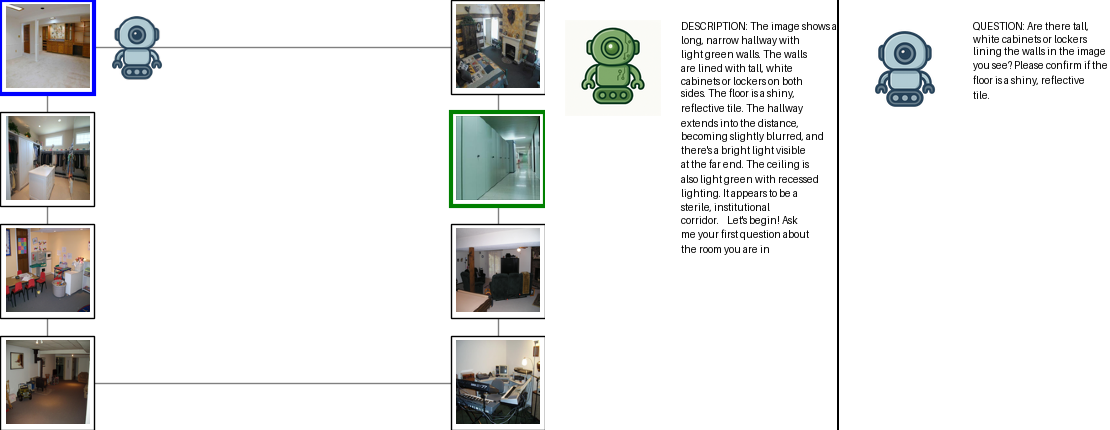 DESCRIPTION: The image shows a
long, narrow hallway with
light green walls. The walls
are lined with tall, white
cabinets or lockers on both
sides. The floor is a shiny,
reflective tile. The hallway
extends into the distance,
becoming slightly blurred, and
there's a bright light visible
at the far end. The ceiling is
also light green with recessed
lighting. It appears to be a
sterile, institutional
corridor.    Let's begin! Ask
me your first question about
the room you are in
QUESTION: Are there tall,
white cabinets or lockers
lining the walls in the image
you see? Please confirm if the
floor is a shiny, reflective
tile.